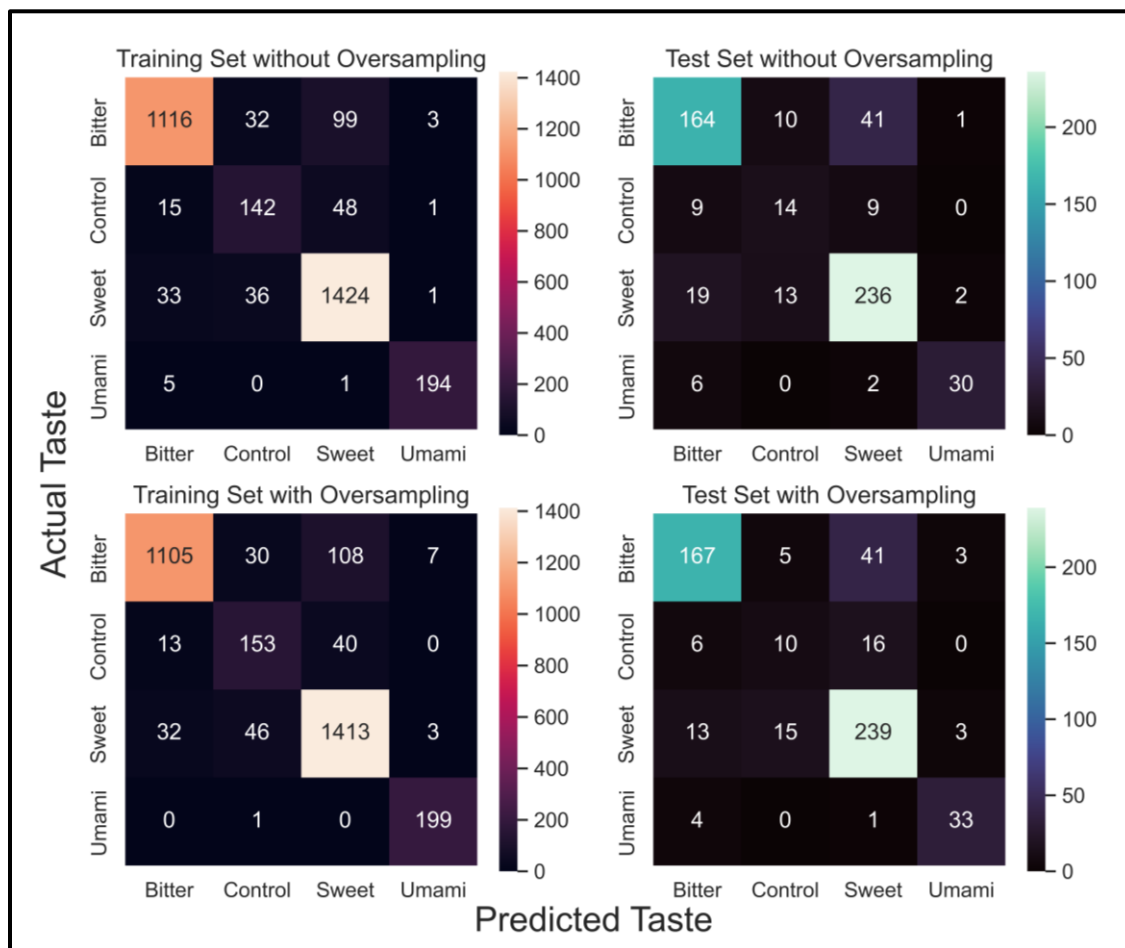 Training Set without Oversampling
Bitter 1116 32 99 3
Control 15 142 48 1
Sweet 33 36 1424 1
Umami 5 0 1 194
Bitter Control Sweet Umami
1400
1200
1000
800
600
400
200
0
Test Set without Oversampling
164 10 41 1
9 14 9 0
19 13 236 2
6 0 2 30
Bitter Control Sweet Umami
200
150
100
50
0
Actual Taste
Training Set with Oversampling
Bitter 1105 30 108 7
Control 13 153 40 0
Sweet 32 46 1413 3
Umami 0 1 0 199
Bitter Control Sweet Umami
1400
1200
1000
800
600
400
200
0
Test Set with Oversampling
Bitter 167 5 41 3
Control 6 10 16 0
Sweet 13 15 239 3
Umami 4 0 1 33
Bitter Control Sweet Umami
200
150
100
50
0
Predicted Taste